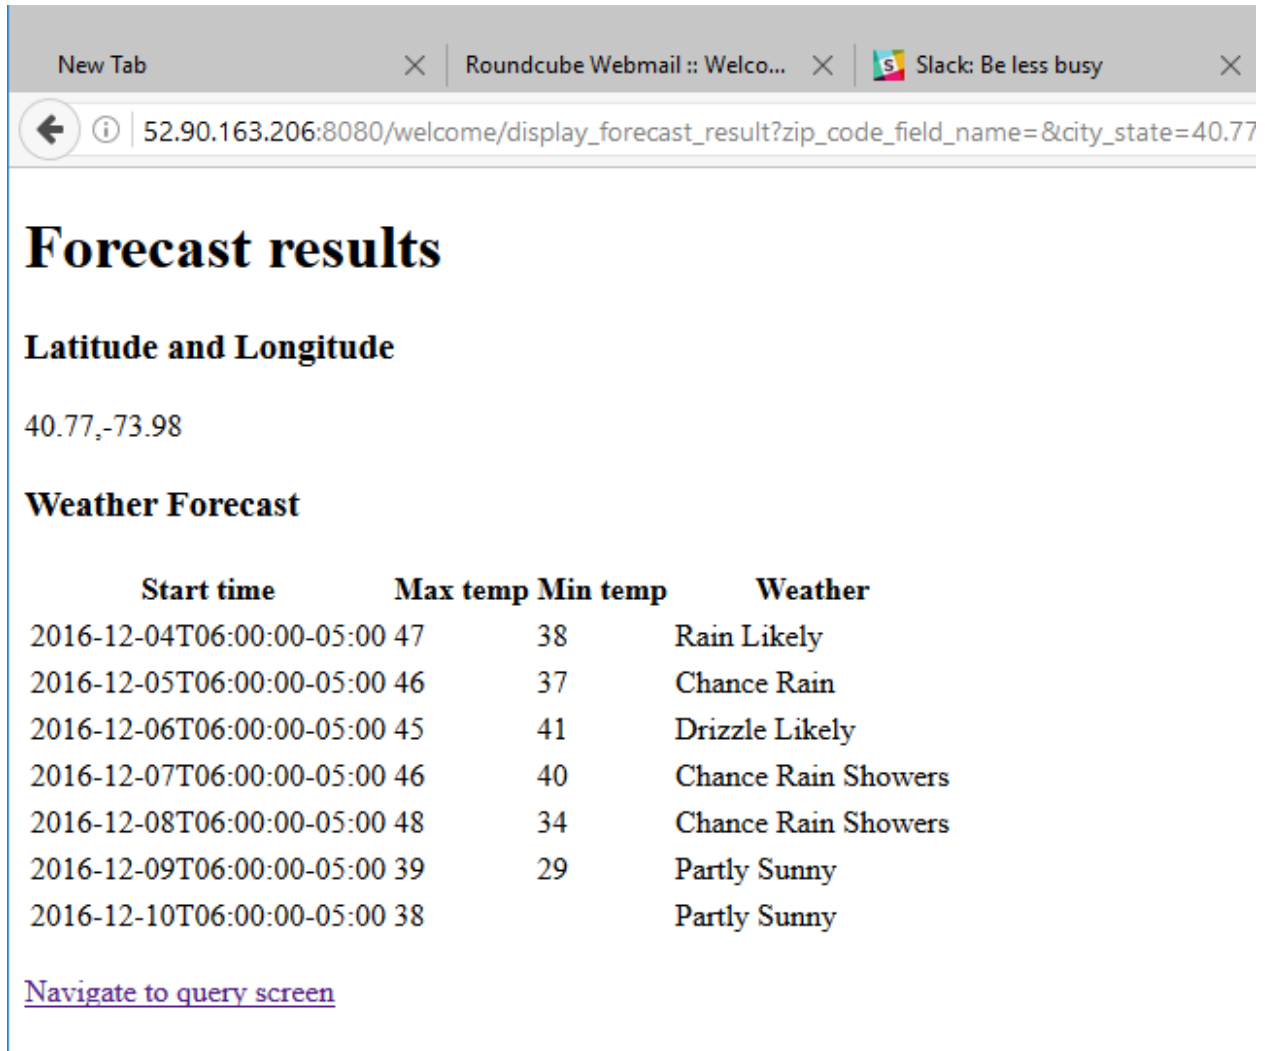 New Tab
Roundcube Webmail :: Welco...
S Slack: Be less busy
52.90.163.206:8080/welcome/display_forecast_result?zip_code_field_name=&city_state=40.77
Forecast results
Latitude and Longitude
40.77,-73.98
Weather Forecast
Start time Max temp Min temp Weather
2016-12-04T06:00:00-05:00 47 38 Rain Likely
2016-12-05T06:00:00-05:00 46 37 Chance Rain
2016-12-06T06:00:00-05:00 45 41 Drizzle Likely
2016-12-07T06:00:00-05:00 46 40 Chance Rain Showers
2016-12-08T06:00:00-05:00 48 34 Chance Rain Showers
2016-12-09T06:00:00-05:00 39 29 Partly Sunny
2016-12-10T06:00:00-05:00 38 Partly Sunny
Navigate to query screen